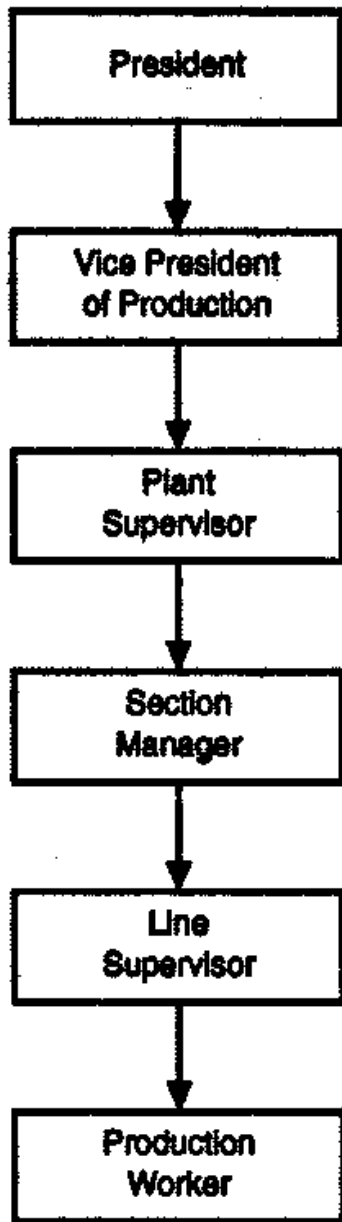 President
Vice President
of Production
Plant
Supervisor
Section
Manager
Line
Supervisor
Production
Worker